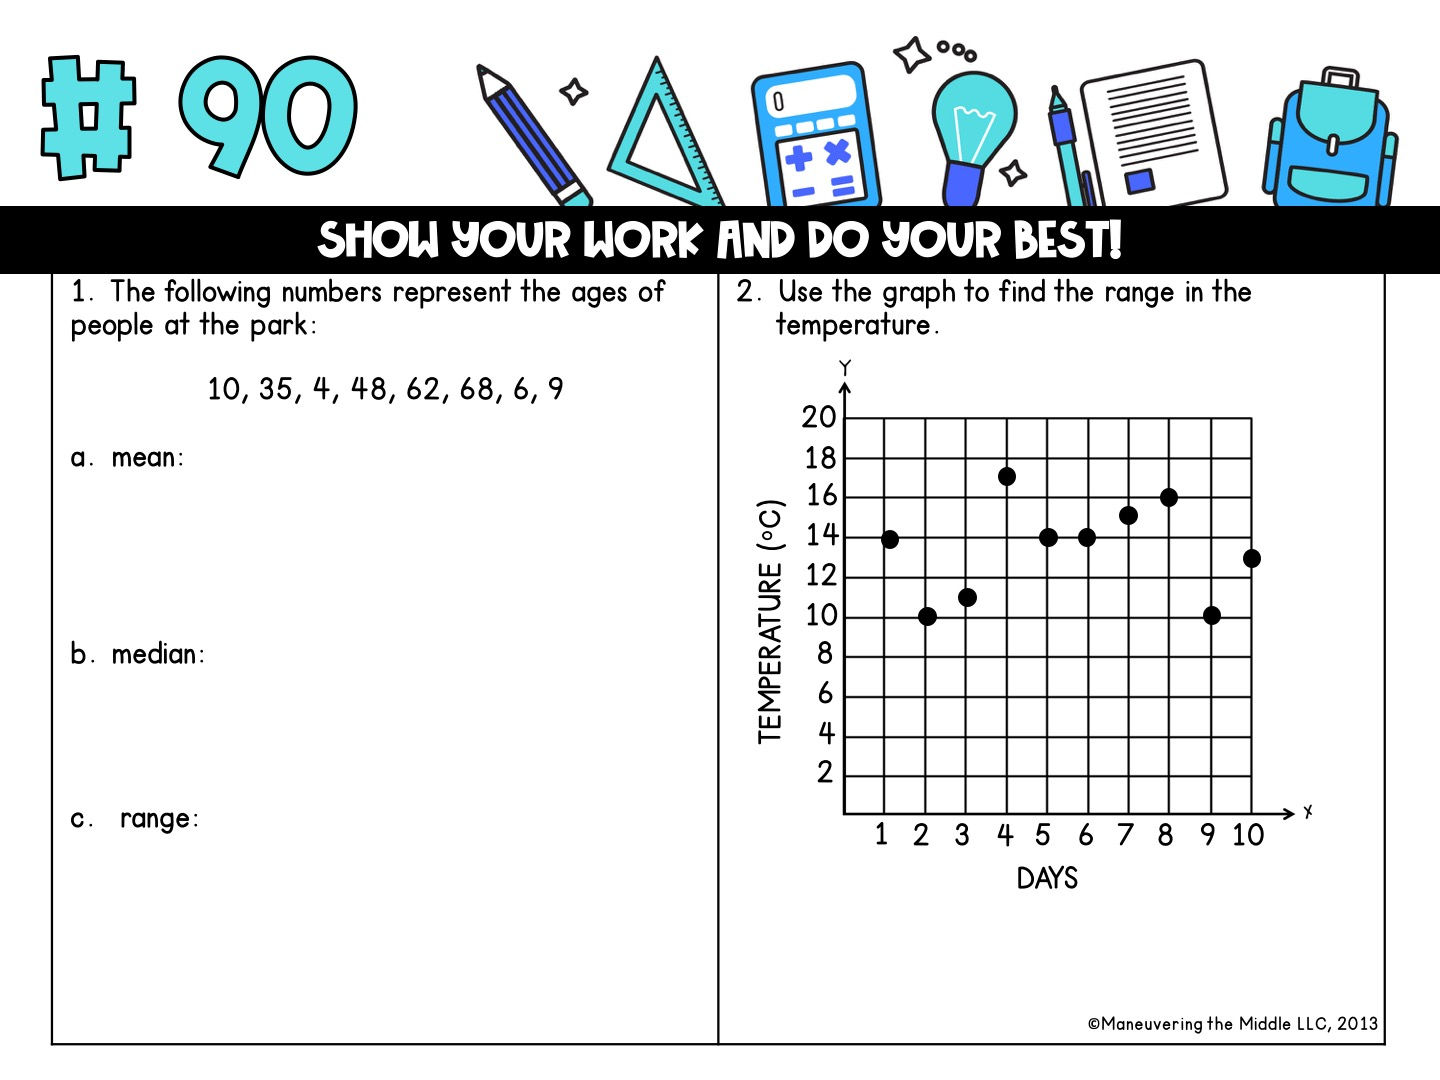 # 90
SHOW YOUR WORK AND DO YOUR BEST!
1. The following numbers represent the ages of
people at the park:
10, 35, 4, 48, 62, 68, 6, 9
a. mean:
b. median:
c. range:
2. Use the graph to find the range in the
temperature.
Y
20
18
16
14
12
10
8
6
4
2
TEMPERATURE (°C)
1 2 3 4 5 6 7 8 9 10
x
DAYS
©Maneuvering the Middle LLC, 2013
0